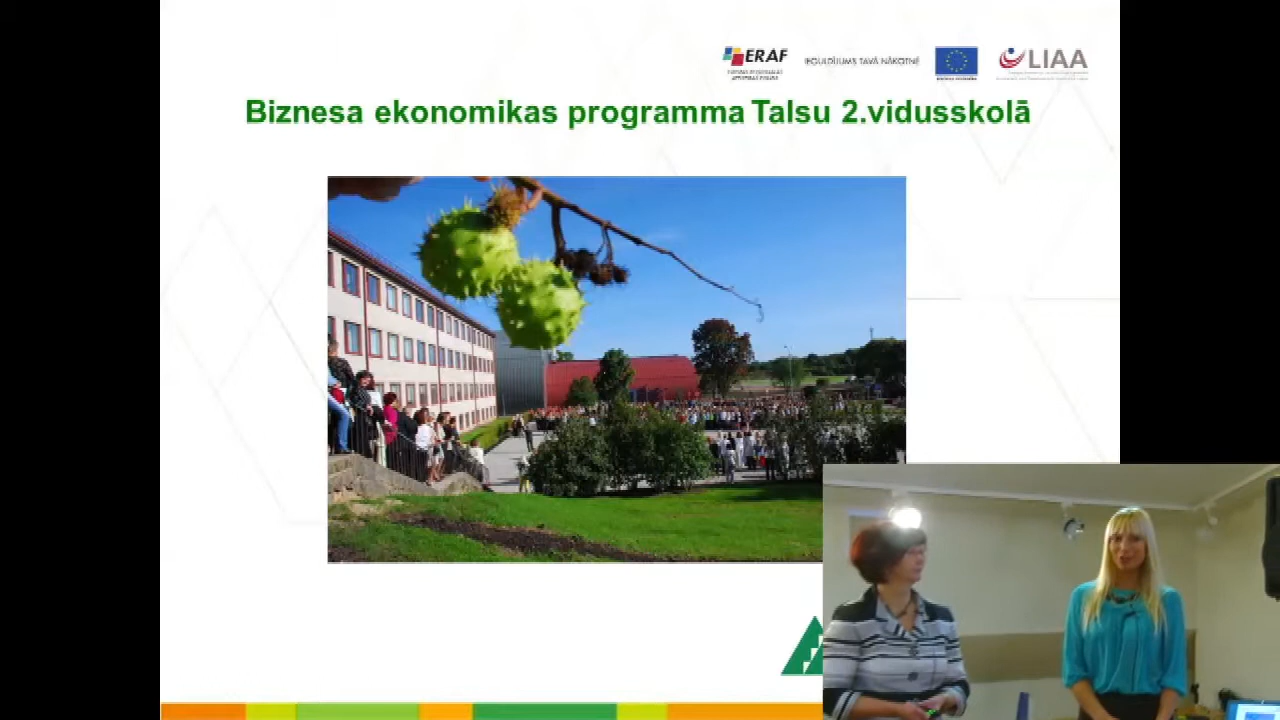 ERAF
IEGULDĪJUMS TAVĀ NĀKOTNĒ
LIAA
Biznesa ekonomikas programma Talsu 2.vidusskolā